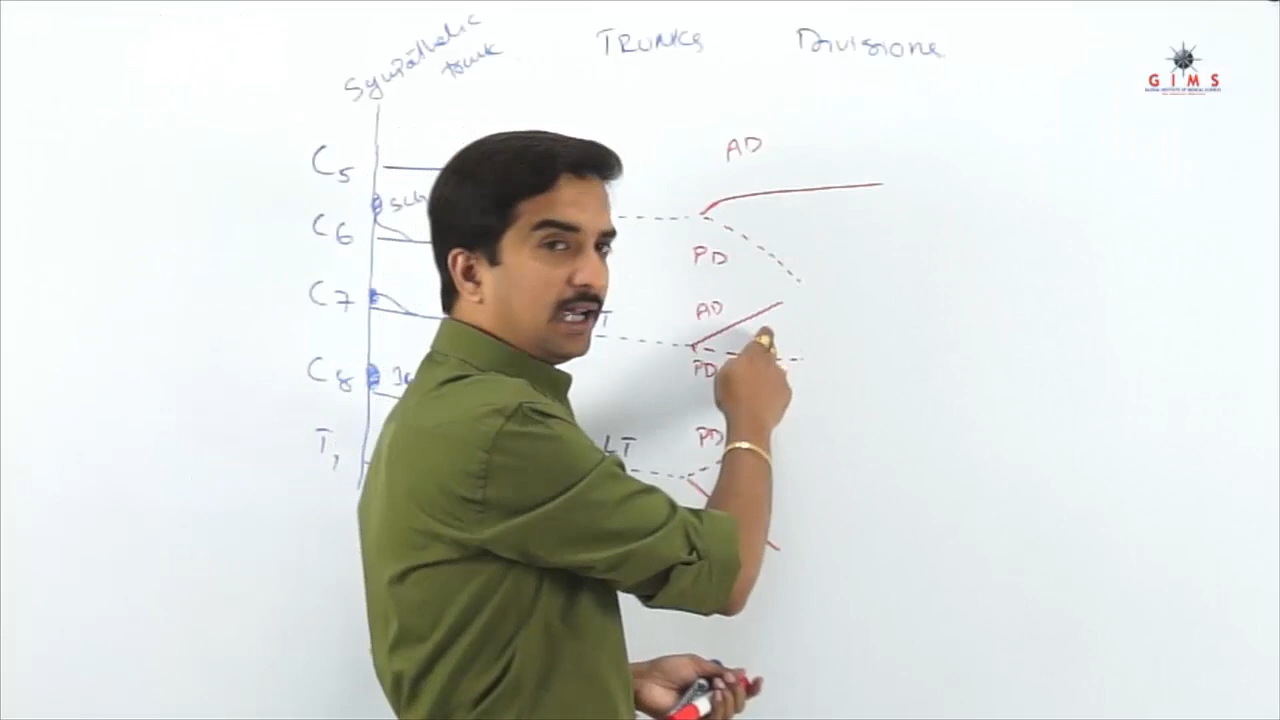 Sympathetic trunk
TRUNKS
Divisions
GIMS
C5
AD
C6
PD
C7
AD
T
C8
PD
T1
LT
PD